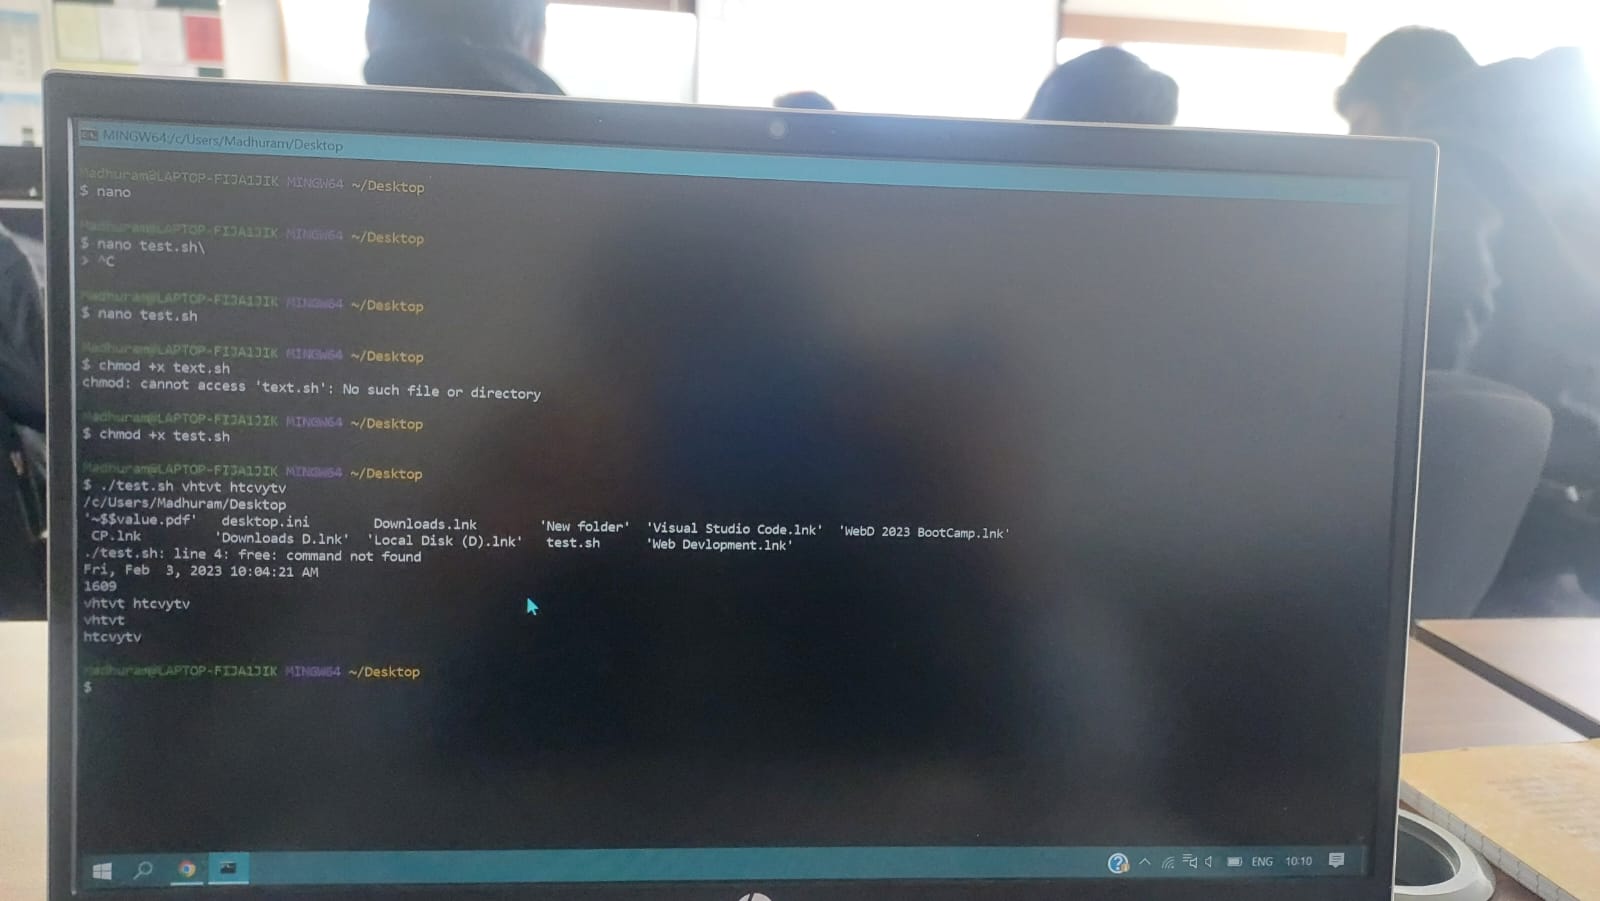 MINGW64:/c/Users/Madhuram/Desktop
Madhuram@LAPTOP-FIJA1JIK MINGW64 ~/Desktop
$ nano
Madhuram@LAPTOP-FIJA1JIK MINGW64 ~/Desktop
$ nano test.sh\
> ^C
Madhuram@LAPTOP-FIJA1JIK MINGW64 ~/Desktop
$ nano test.sh
Madhuram@LAPTOP-FIJA1JIK MINGW64 ~/Desktop
$ chmod +x text.sh
chmod: cannot access 'text.sh': No such file or directory
Madhuram@LAPTOP-FIJA1JIK MINGW64 ~/Desktop
$ chmod +x test.sh
Madhuram@LAPTOP-FIJA1JIK MINGW64 ~/Desktop
$ ./test.sh vhtvt htcvytv
/c/Users/Madhuram/Desktop
'~$$value.pdf' desktop.ini Downloads.lnk 'New folder' 'Visual Studio Code.lnk' 'WebD 2023 BootCamp.lnk'
CP.lnk 'Downloads D.lnk' 'Local Disk (D).lnk' test.sh 'Web Devlopment.lnk'
./test.sh: line 4: free: command not found
Fri, Feb 3, 2023 10:04:21 AM
1609
vhtvt htcvytv
vhtvt
htcvytv
Madhuram@LAPTOP-FIJA1JIK MINGW64 ~/Desktop
$
ENG 10:10